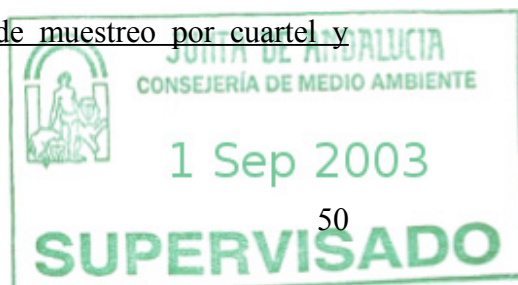 de muestreo por cuartel y
JUNTA DE ANDALUCIA
CONSEJERÍA DE MEDIO AMBIENTE
1 Sep 2003
50
SUPERVISADO